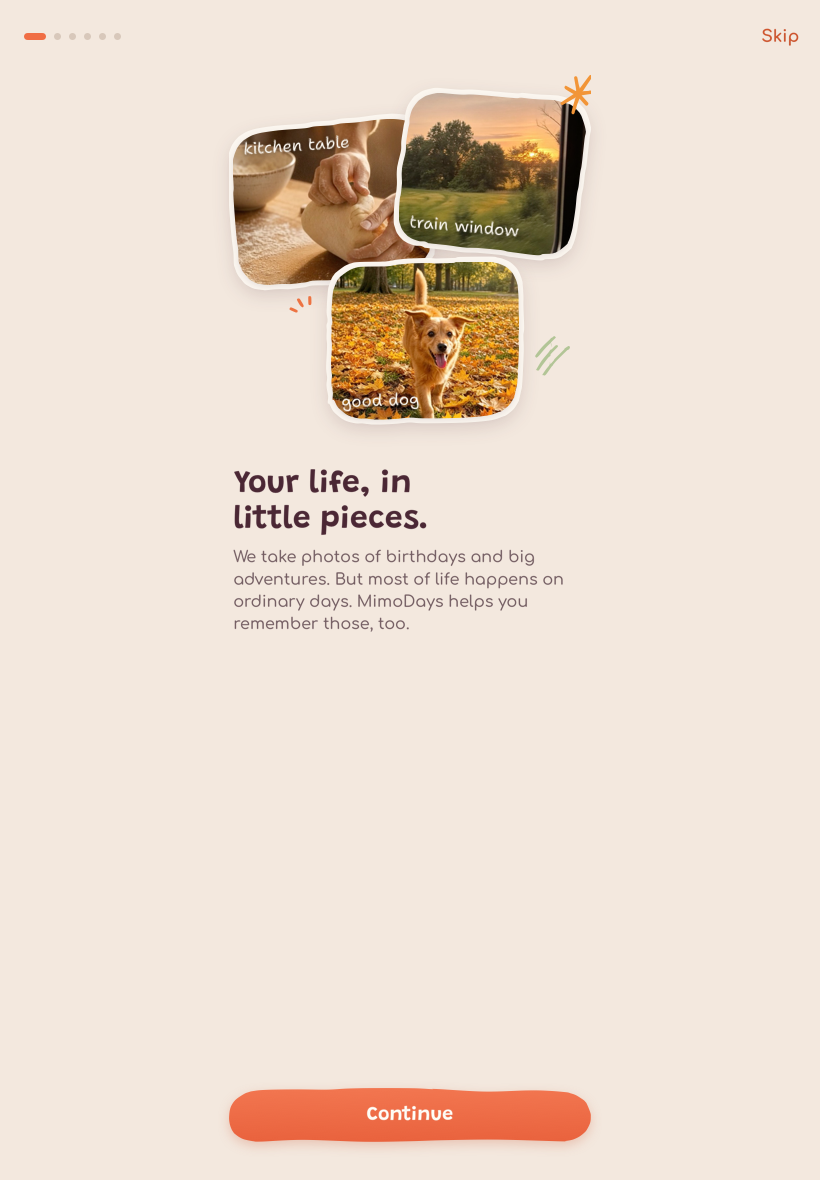 Skip
kitchen table
train window
good dog
Your life, in
little pieces.
We take photos of birthdays and big
adventures. But most of life happens on
ordinary days. MimoDays helps you
remember those, too.
Continue